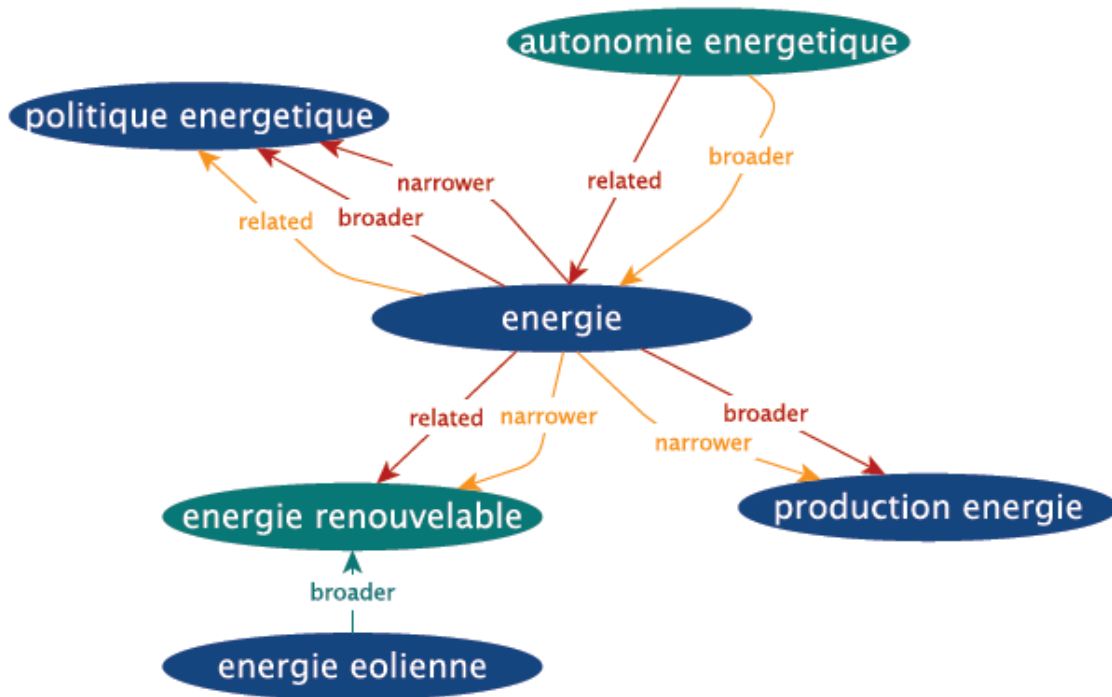 autonomie energetique
politique energetique
broader
narrower
related
related
broader
energie
related
narrower
broader
narrower
energie renouvelable
production energie
broader
energie eolienne